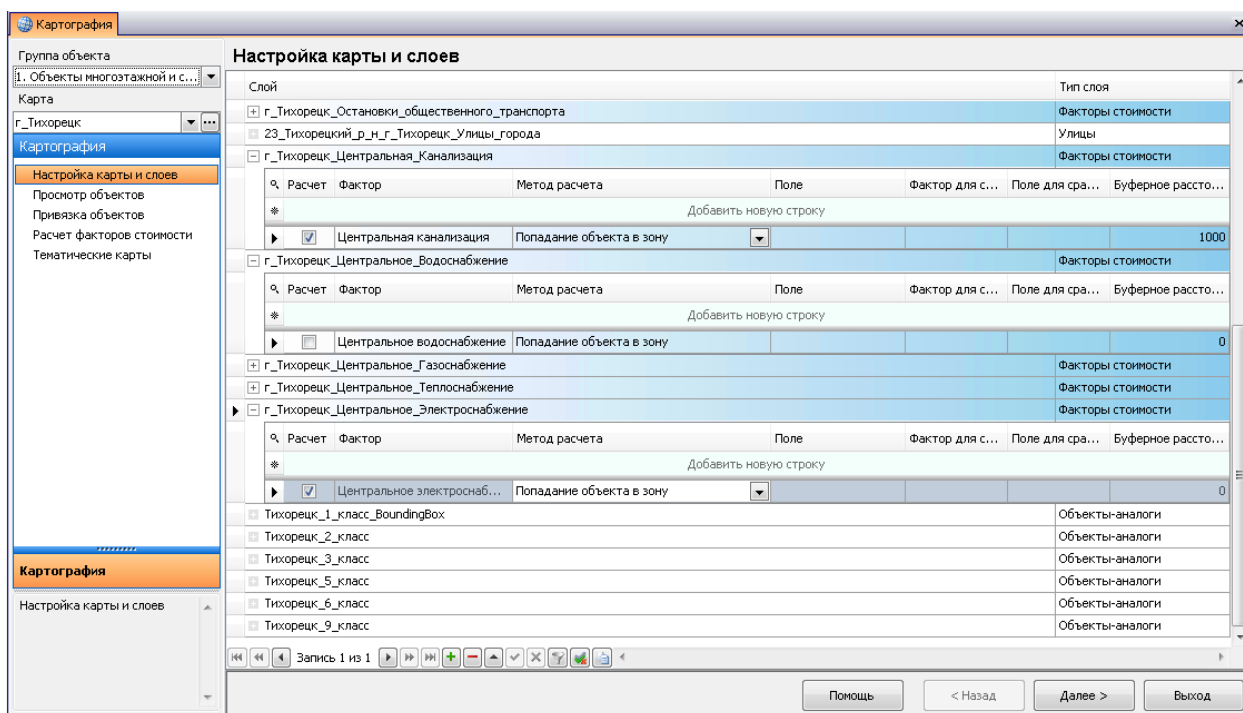 Картография
Группа объекта
1. Объекты многоэтажной и с...
Карта
г_Тихорецк
Картография
Настройка карты и слоев
Просмотр объектов
Привязка объектов
Расчет факторов стоимости
Тематические карты
Картография
Настройка карты и слоев
Настройка карты и слоев
Слой Тип слоя
г_Тихорецк_Остановки_общественного_транспорта Факторы стоимости
23_Тихорецкий_р_н_г_Тихорецк_Улицы_города Улицы
г_Тихорецк_Центральная_Канализация Факторы стоимости
Расчет Фактор Метод расчета Поле Фактор для с... Поле для сра... Буферное рассто...
Добавить новую строку
Центральная канализация Попадание объекта в зону 1000
г_Тихорецк_Центральное_Водоснабжение Факторы стоимости
Расчет Фактор Метод расчета Поле Фактор для с... Поле для сра... Буферное рассто...
Добавить новую строку
Центральное водоснабжение Попадание объекта в зону 0
г_Тихорецк_Центральное_Газоснабжение Факторы стоимости
г_Тихорецк_Центральное_Теплоснабжение Факторы стоимости
г_Тихорецк_Центральное_Электроснабжение Факторы стоимости
Расчет Фактор Метод расчета Поле Фактор для с... Поле для сра... Буферное рассто...
Добавить новую строку
Центральное электроснаб... Попадание объекта в зону 0
Тихорецк_1_класс_BoundingBox Объекты-аналоги
Тихорецк_2_класс Объекты-аналоги
Тихорецк_3_класс Объекты-аналоги
Тихорецк_5_класс Объекты-аналоги
Тихорецк_6_класс Объекты-аналоги
Тихорецк_9_класс Объекты-аналоги
Запись 1 из 1
Помощь < Назад Далее > Выход